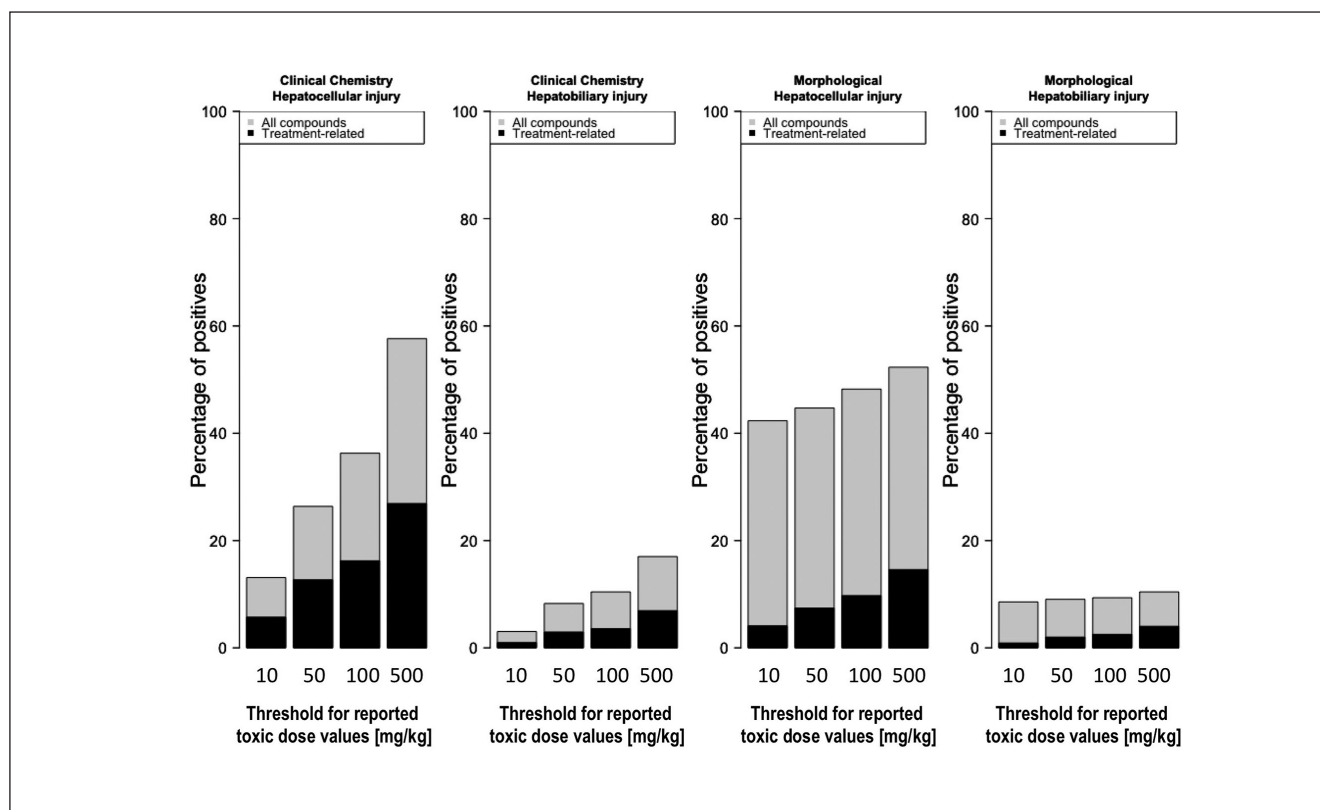 Clinical Chemistry
Hepatocellular injury
100
80
60
40
20
0
Percentage of positives
All compounds
Treatment-related
10 50 100 500
Threshold for reported
toxic dose values [mg/kg]
Clinical Chemistry
Hepatobiliary injury
100
80
60
40
20
0
Percentage of positives
All compounds
Treatment-related
10 50 100 500
Threshold for reported
toxic dose values [mg/kg]
Morphological
Hepatocellular injury
100
80
60
40
20
0
Percentage of positives
All compounds
Treatment-related
10 50 100 500
Threshold for reported
toxic dose values [mg/kg]
Morphological
Hepatobiliary injury
100
80
60
40
20
0
Percentage of positives
All compounds
Treatment-related
10 50 100 500
Threshold for reported
toxic dose values [mg/kg]